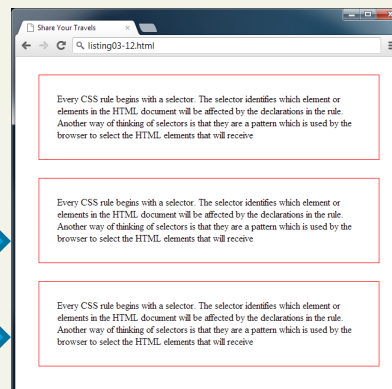 Share Your Travels
listing03-12.html
Every CSS rule begins with a selector. The selector identifies which element or
elements in the HTML document will be affected by the declarations in the rule.
Another way of thinking of selectors is that they are a pattern which is used by the
browser to select the HTML elements that will receive
Every CSS rule begins with a selector. The selector identifies which element or
elements in the HTML document will be affected by the declarations in the rule.
Another way of thinking of selectors is that they are a pattern which is used by the
browser to select the HTML elements that will receive
Every CSS rule begins with a selector. The selector identifies which element or
elements in the HTML document will be affected by the declarations in the rule.
Another way of thinking of selectors is that they are a pattern which is used by the
browser to select the HTML elements that will receive